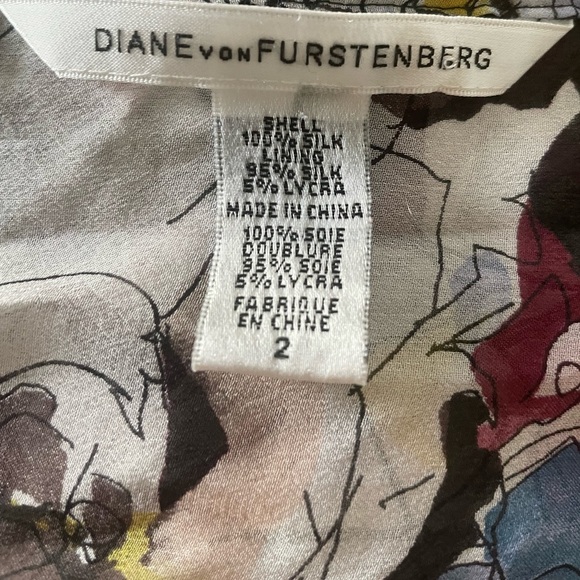 DIANE VON FURSTENBERG
SHELL
100% SILK
LINING
95% SILK
5% LYCRA
MADE IN CHINA
100% SOIE
DOUBLURE
95% SOIE
5% LYCRA
FABRIQUE
EN CHINE
2